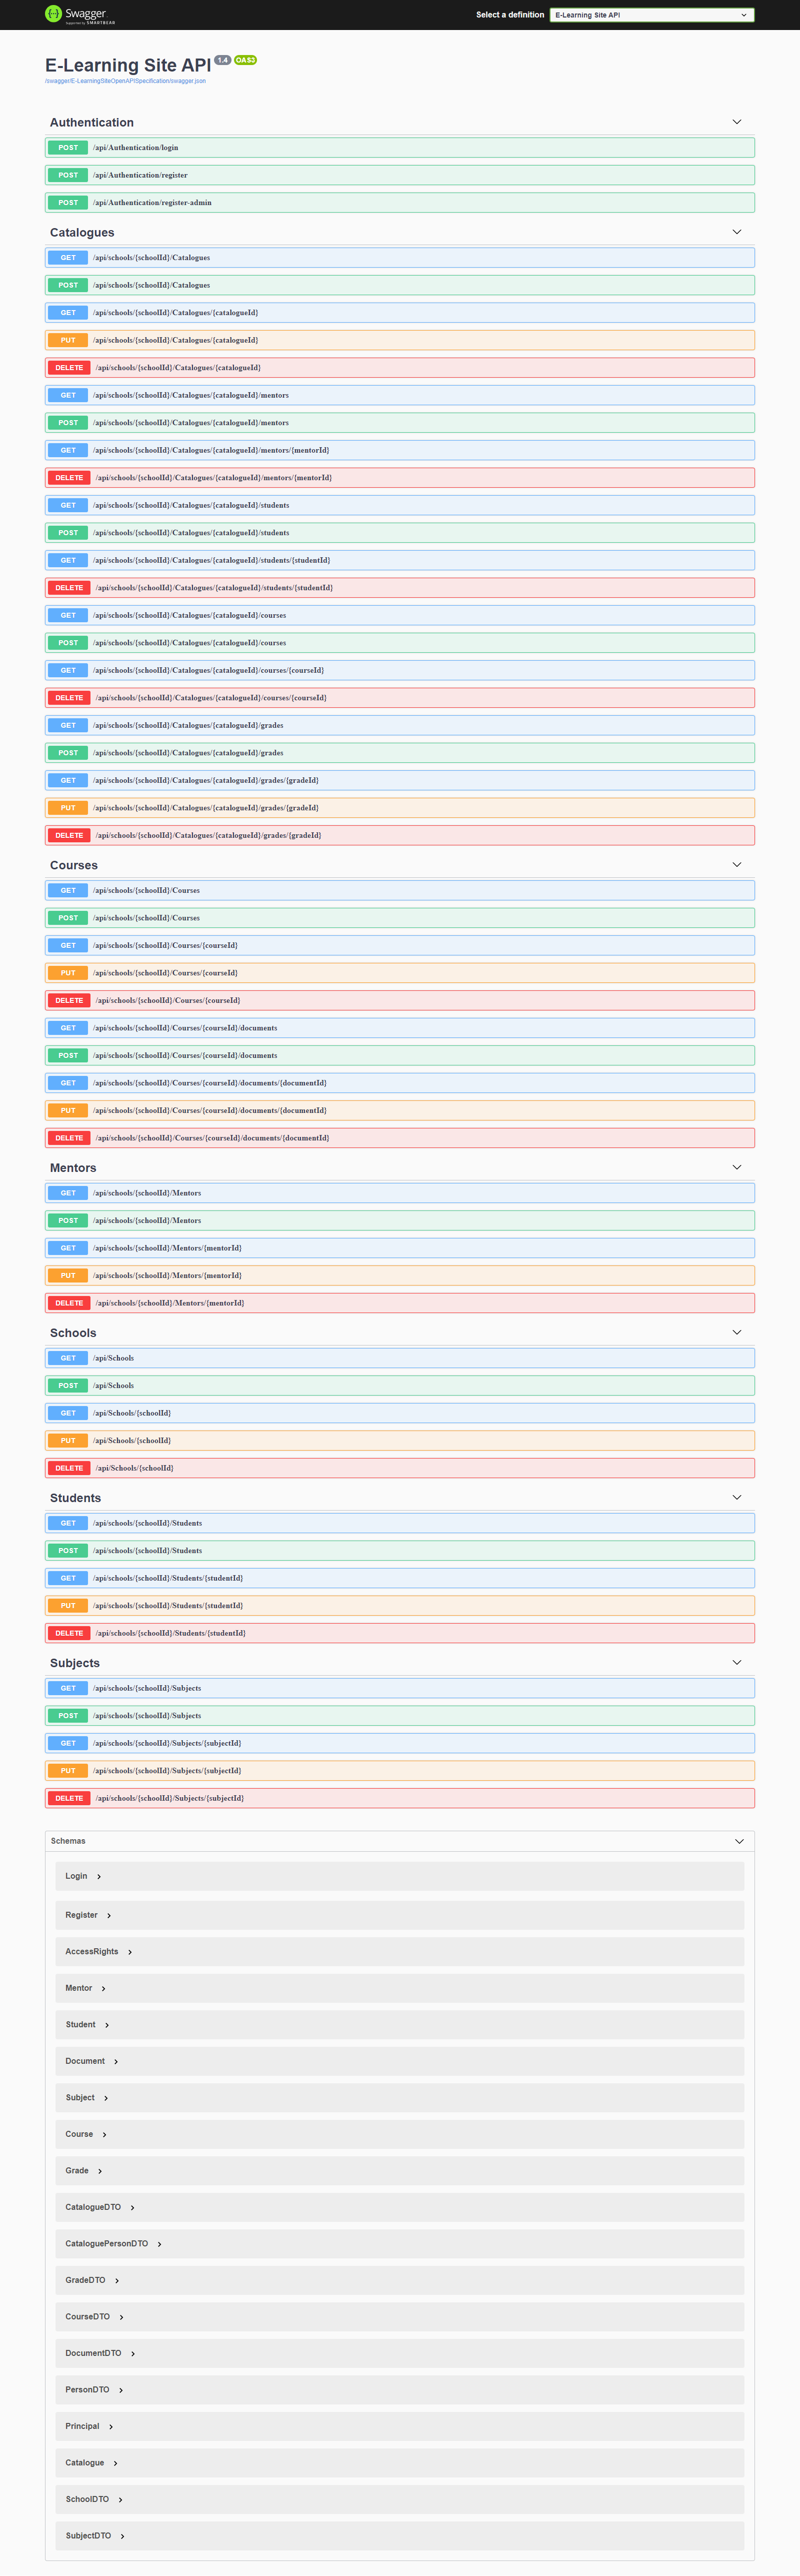 Swagger.
Supported by SMARTBEAR
Select a definition
E-Learning Site API
E-Learning Site API 1.4 OAS3
/swagger/E-LearningSiteOpenAPISpecification/swagger.json
Authentication
POST /api/Authentication/login
POST /api/Authentication/register
POST /api/Authentication/register-admin
Catalogues
GET /api/schools/{schoolId}/Catalogues
POST /api/schools/{schoolId}/Catalogues
GET /api/schools/{schoolId}/Catalogues/{catalogueId}
PUT /api/schools/{schoolId}/Catalogues/{catalogueId}
DELETE /api/schools/{schoolId}/Catalogues/{catalogueId}
GET /api/schools/{schoolId}/Catalogues/{catalogueId}/mentors
POST /api/schools/{schoolId}/Catalogues/{catalogueId}/mentors
GET /api/schools/{schoolId}/Catalogues/{catalogueId}/mentors/{mentorId}
DELETE /api/schools/{schoolId}/Catalogues/{catalogueId}/mentors/{mentorId}
GET /api/schools/{schoolId}/Catalogues/{catalogueId}/students
POST /api/schools/{schoolId}/Catalogues/{catalogueId}/students
GET /api/schools/{schoolId}/Catalogues/{catalogueId}/students/{studentId}
DELETE /api/schools/{schoolId}/Catalogues/{catalogueId}/students/{studentId}
GET /api/schools/{schoolId}/Catalogues/{catalogueId}/courses
POST /api/schools/{schoolId}/Catalogues/{catalogueId}/courses
GET /api/schools/{schoolId}/Catalogues/{catalogueId}/courses/{courseId}
DELETE /api/schools/{schoolId}/Catalogues/{catalogueId}/courses/{courseId}
GET /api/schools/{schoolId}/Catalogues/{catalogueId}/grades
POST /api/schools/{schoolId}/Catalogues/{catalogueId}/grades
GET /api/schools/{schoolId}/Catalogues/{catalogueId}/grades/{gradeId}
PUT /api/schools/{schoolId}/Catalogues/{catalogueId}/grades/{gradeId}
DELETE /api/schools/{schoolId}/Catalogues/{catalogueId}/grades/{gradeId}
Courses
GET /api/schools/{schoolId}/Courses
POST /api/schools/{schoolId}/Courses
GET /api/schools/{schoolId}/Courses/{courseId}
PUT /api/schools/{schoolId}/Courses/{courseId}
DELETE /api/schools/{schoolId}/Courses/{courseId}
GET /api/schools/{schoolId}/Courses/{courseId}/documents
POST /api/schools/{schoolId}/Courses/{courseId}/documents
GET /api/schools/{schoolId}/Courses/{courseId}/documents/{documentId}
PUT /api/schools/{schoolId}/Courses/{courseId}/documents/{documentId}
DELETE /api/schools/{schoolId}/Courses/{courseId}/documents/{documentId}
Mentors
GET /api/schools/{schoolId}/Mentors
POST /api/schools/{schoolId}/Mentors
GET /api/schools/{schoolId}/Mentors/{mentorId}
PUT /api/schools/{schoolId}/Mentors/{mentorId}
DELETE /api/schools/{schoolId}/Mentors/{mentorId}
Schools
GET /api/Schools
POST /api/Schools
GET /api/Schools/{schoolId}
PUT /api/Schools/{schoolId}
DELETE /api/Schools/{schoolId}
Students
GET /api/schools/{schoolId}/Students
POST /api/schools/{schoolId}/Students
GET /api/schools/{schoolId}/Students/{studentId}
PUT /api/schools/{schoolId}/Students/{studentId}
DELETE /api/schools/{schoolId}/Students/{studentId}
Subjects
GET /api/schools/{schoolId}/Subjects
POST /api/schools/{schoolId}/Subjects
GET /api/schools/{schoolId}/Subjects/{subjectId}
PUT /api/schools/{schoolId}/Subjects/{subjectId}
DELETE /api/schools/{schoolId}/Subjects/{subjectId}
Schemas
Login
Register
AccessRights
Mentor
Student
Document
Subject
Course
Grade
CatalogueDTO
CataloguePersonDTO
GradeDTO
CourseDTO
DocumentDTO
PersonDTO
Principal
Catalogue
SchoolDTO
SubjectDTO